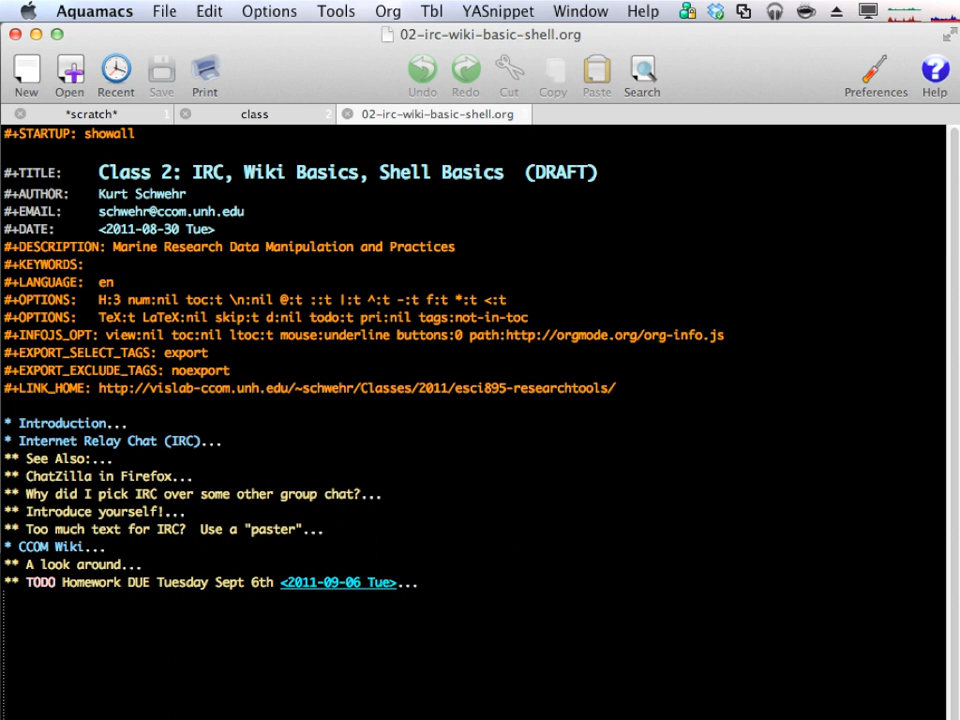 Aquamacs File Edit Options Tools Org Tbl YASnippet Window Help
02-irc-wiki-basic-shell.org
New Open Recent Save Print Undo Redo Cut Copy Paste Search Preferences Help
*scratch* 1 class 2 02-irc-wiki-basic-shell.org
#+STARTUP: showall
#+TITLE: Class 2: IRC, Wiki Basics, Shell Basics (DRAFT)
#+AUTHOR: Kurt Schwehr
#+EMAIL: schwehr@ccom.unh.edu
#+DATE: <2011-08-30 Tue>
#+DESCRIPTION: Marine Research Data Manipulation and Practices
#+KEYWORDS:
#+LANGUAGE: en
#+OPTIONS: H:3 num:nil toc:t \n:nil @:t ::t |:t ^:t -:t f:t *:t <:t
#+OPTIONS: TeX:t LaTeX:nil skip:t d:nil todo:t pri:nil tags:not-in-toc
#+INFOJS_OPT: view:nil toc:nil ltoc:t mouse:underline buttons:0 path:http://orgmode.org/org-info.js
#+EXPORT_SELECT_TAGS: export
#+EXPORT_EXCLUDE_TAGS: noexport
#+LINK_HOME: http://vislab-ccom.unh.edu/~schwehr/Classes/2011/esci895-researchtools/
* Introduction...
* Internet Relay Chat (IRC)...
** See Also:...
** ChatZilla in Firefox...
** Why did I pick IRC over some other group chat?...
** Introduce yourself!...
** Too much text for IRC? Use a "paster"...
* CCOM Wiki...
** A look around...
** TODO Homework DUE Tuesday Sept 6th <2011-09-06 Tue>...